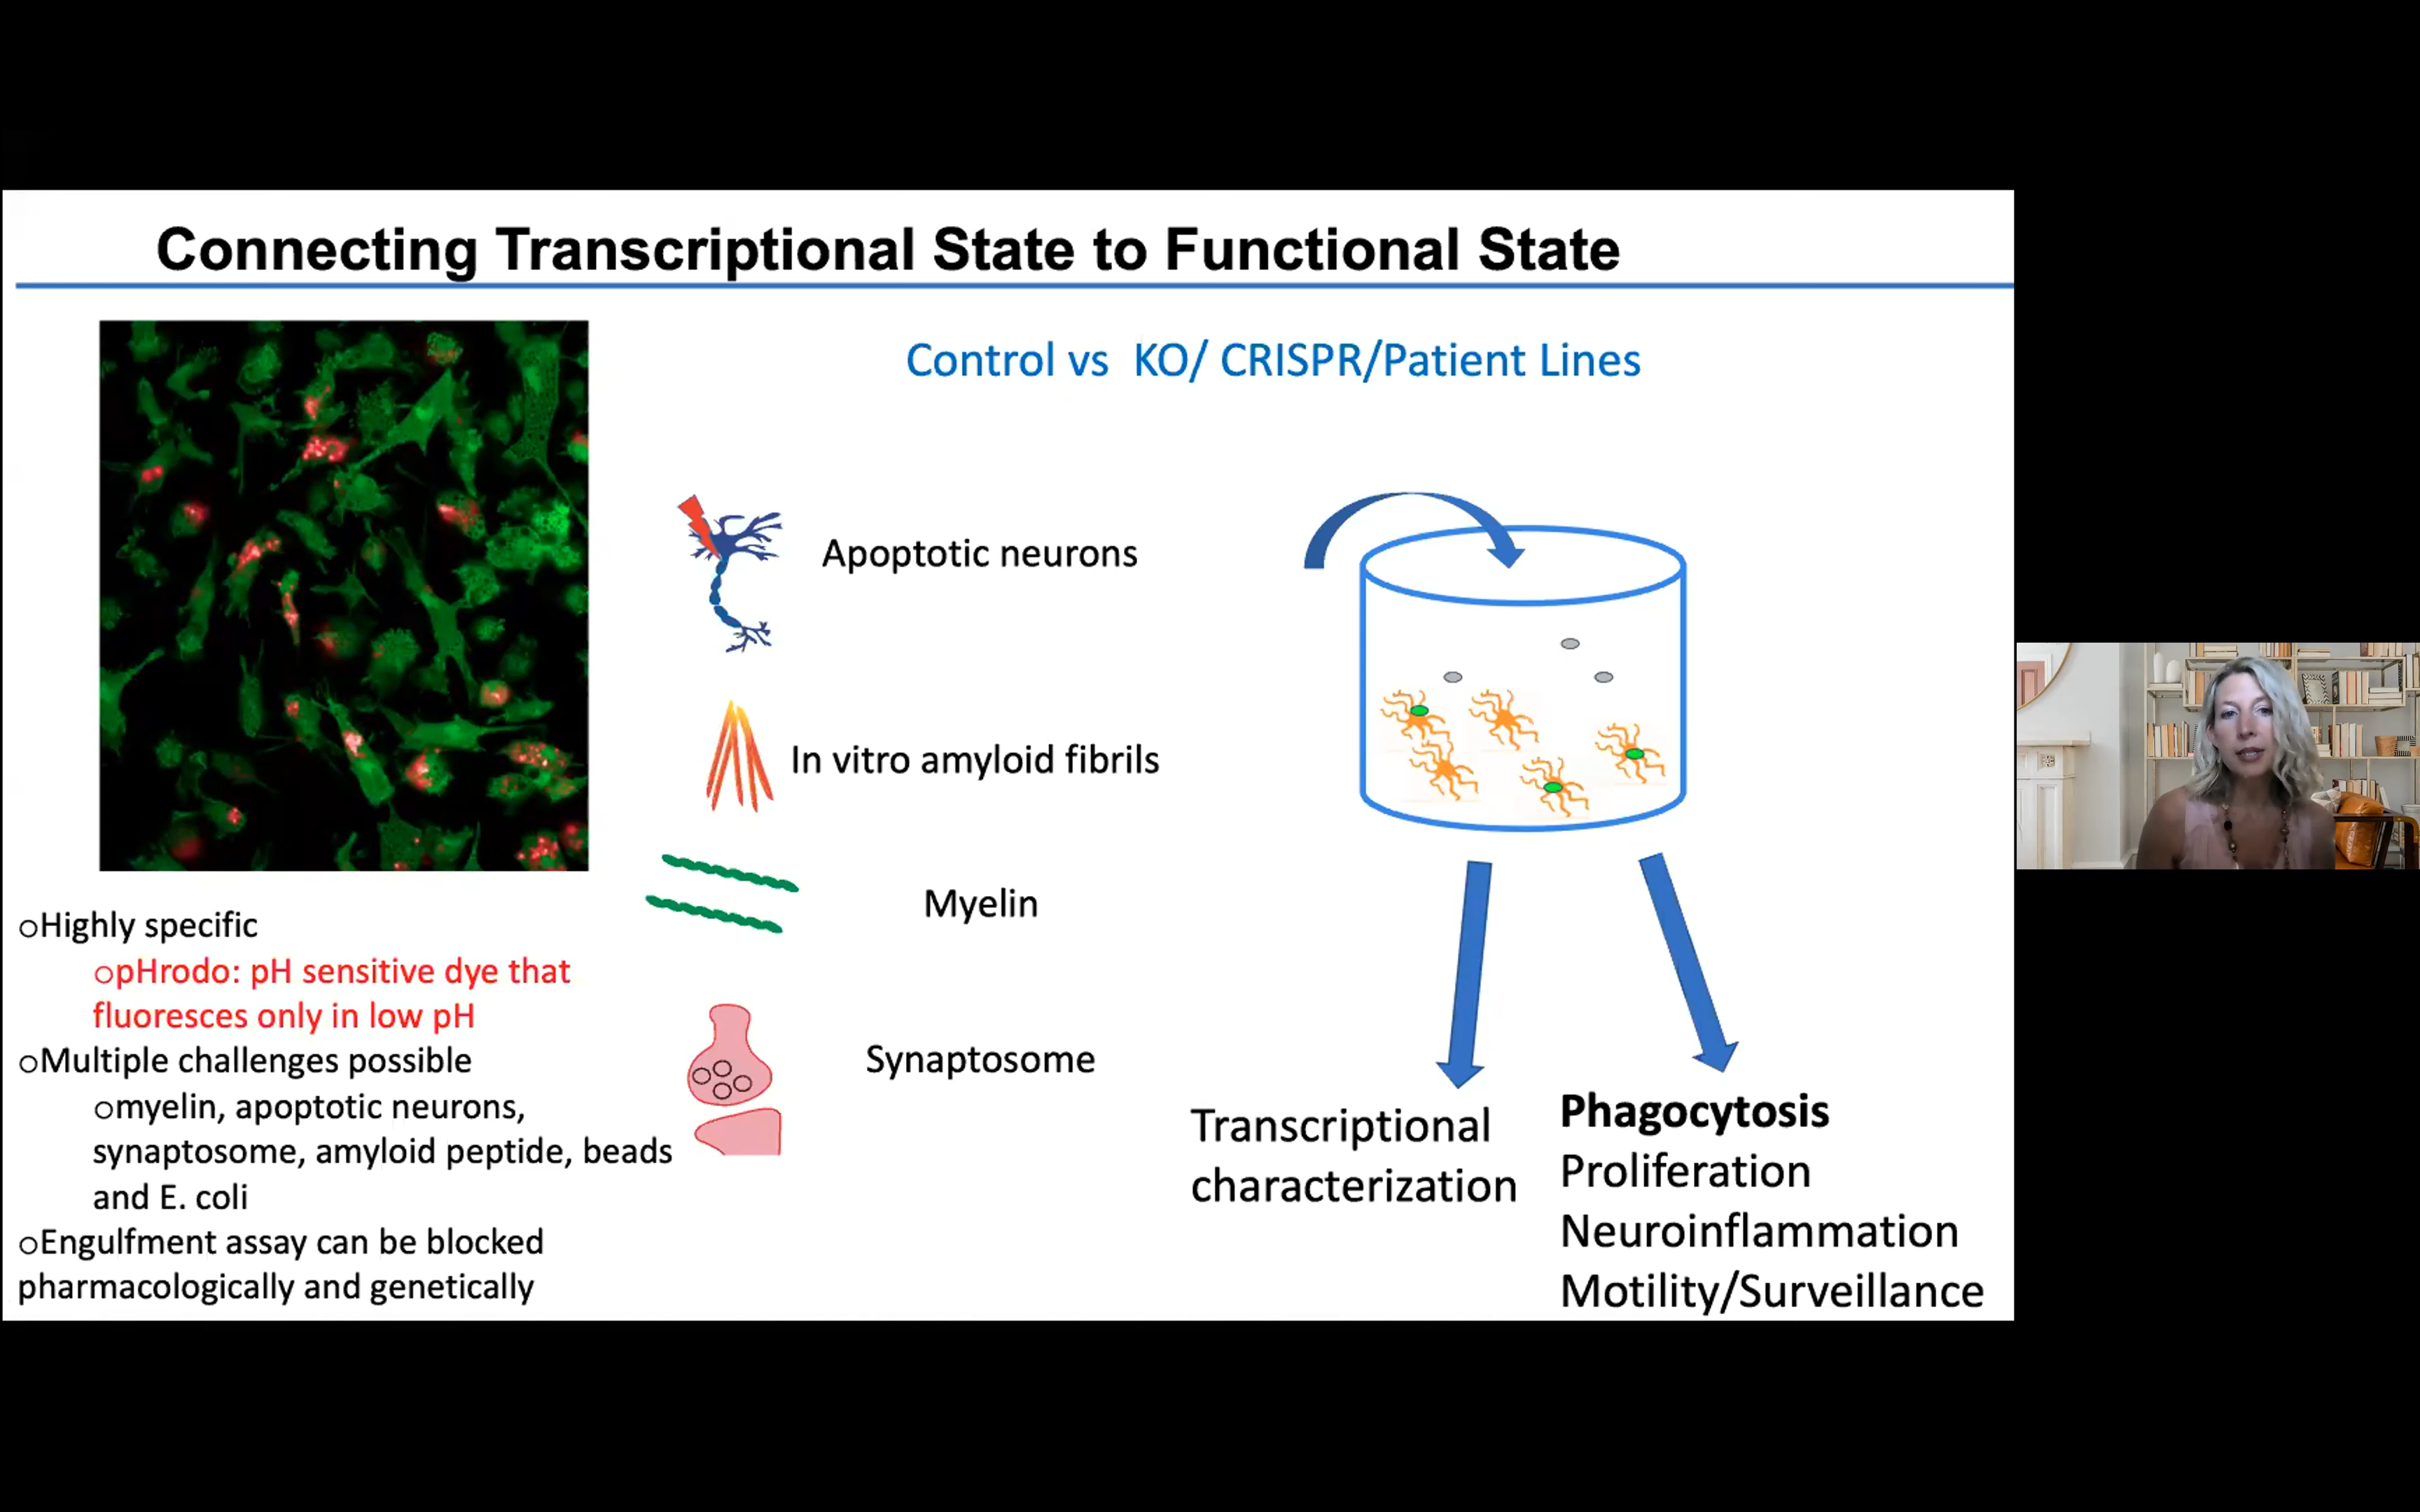 Connecting Transcriptional State to Functional State
Control vs KO/ CRISPR/Patient Lines
Apoptotic neurons
In vitro amyloid fibrils
Myelin
Synaptosome
○Highly specific
○pHrodo: pH sensitive dye that
fluoresces only in low pH
○Multiple challenges possible
○myelin, apoptotic neurons,
synaptosome, amyloid peptide, beads
and E. coli
○Engulfment assay can be blocked
pharmacologically and genetically
Transcriptional
characterization
Phagocytosis
Proliferation
Neuroinflammation
Motility/Surveillance